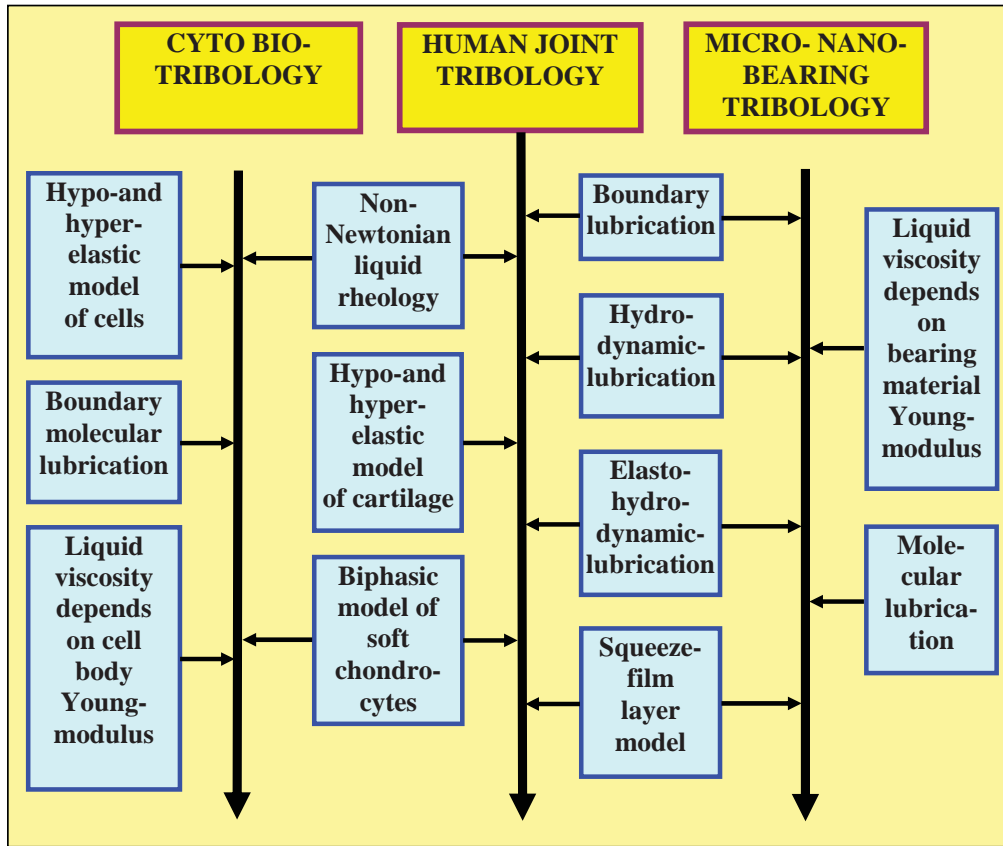 CYTO BIO-
TRIBOLOGY
HUMAN JOINT
TRIBOLOGY
MICRO- NANO-
BEARING
TRIBOLOGY
Hypo-and
hyper-
elastic
model
of cells
Boundary
molecular
lubrication
Liquid
viscosity
depends
on cell
body
Young-
modulus
Non-
Newtonian
liquid
rheology
Hypo-and
hyper-
elastic
model
of cartilage
Biphasic
model of
soft
chondro-
cytes
Boundary
lubrication
Hydro-
dynamic-
lubrication
Elasto-
hydro-
dynamic-
lubrication
Squeeze-
film
layer
model
Liquid
viscosity
depends
on
bearing
material
Young-
modulus
Mole-
cular
lubrica-
tion